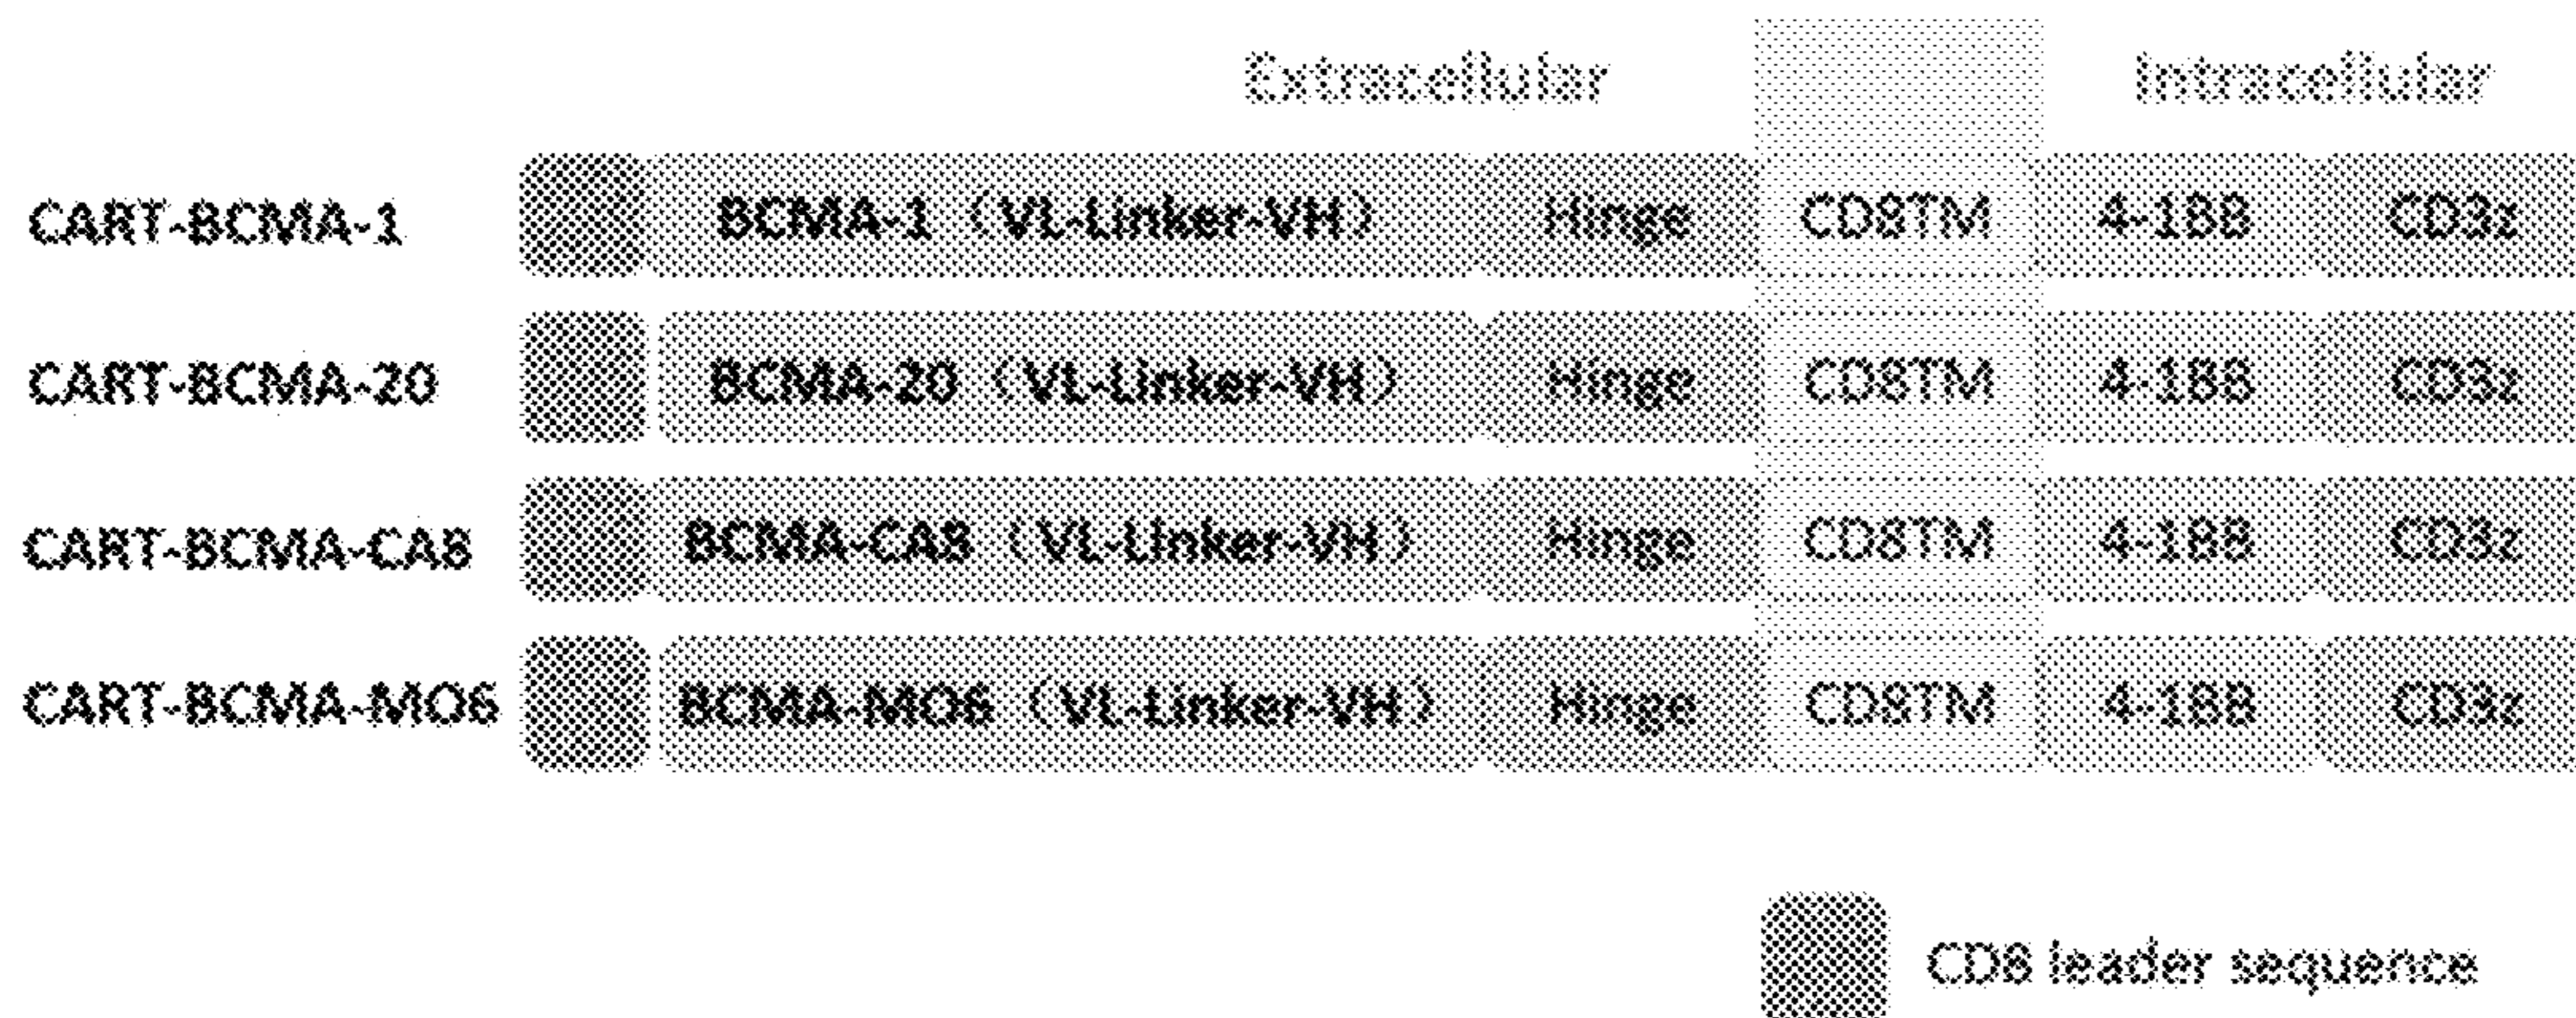 Extracellular Intracellular
CART-BCMA-1 BCMA-1（VL-Linker-VH） Hinge CD8TM 4-1BB CD3z
CART-BCMA-20 BCMA-20（VL-Linker-VH） Hinge CD8TM 4-1BB CD3z
CART-BCMA-CA8 BCMA-CA8（VL-Linker-VH） Hinge CD8TM 4-1BB CD3z
CART-BCMA-MO6 BCMA-MO6（VL-Linker-VH） Hinge CD8TM 4-1BB CD3z
CD8 leader sequence